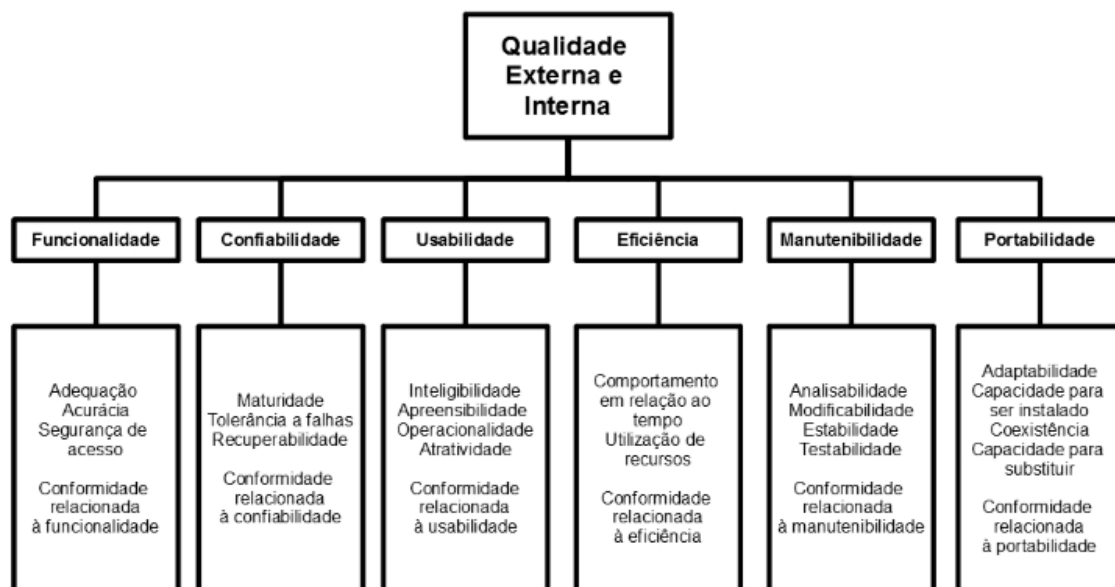 Qualidade
Externa e
Interna
Funcionalidade
Confiabilidade
Usabilidade
Eficiência
Manutenibilidade
Portabilidade
Adequação
Acurácia
Segurança de
acesso
Conformidade
relacionada
à funcionalidade
Maturidade
Tolerância a falhas
Recuperabilidade
Conformidade
relacionada
à confiabilidade
Inteligibilidade
Apreensibilidade
Operacionalidade
Atratividade
Conformidade
relacionada
à usabilidade
Comportamento
em relação ao
tempo
Utilização de
recursos
Conformidade
relacionada
à eficiência
Analisabilidade
Modificabilidade
Estabilidade
Testabilidade
Conformidade
relacionada
à manutenibilidade
Adaptabilidade
Capacidade para
ser instalado
Coexistência
Capacidade para
substituir
Conformidade
relacionada
à portabilidade